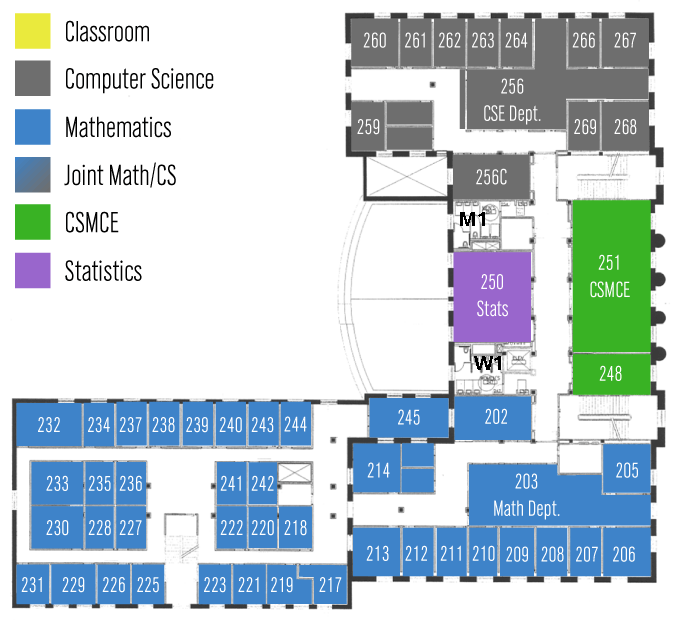 Classroom
Computer Science
Mathematics
Joint Math/CS
CSMCE
Statistics
260 261 262 263 264 266 267
256
CSE Dept.
259 269 268
256C
M1
251
CSMCE
250
Stats
W1
248
232 234 237 238 239 240 243 244 245 202
214 203 205
Math Dept.
233 235 236 241 242
230 228 227 222 220 218
213 212 211 210 209 208 207 206
231 229 226 225 223 221 219 217